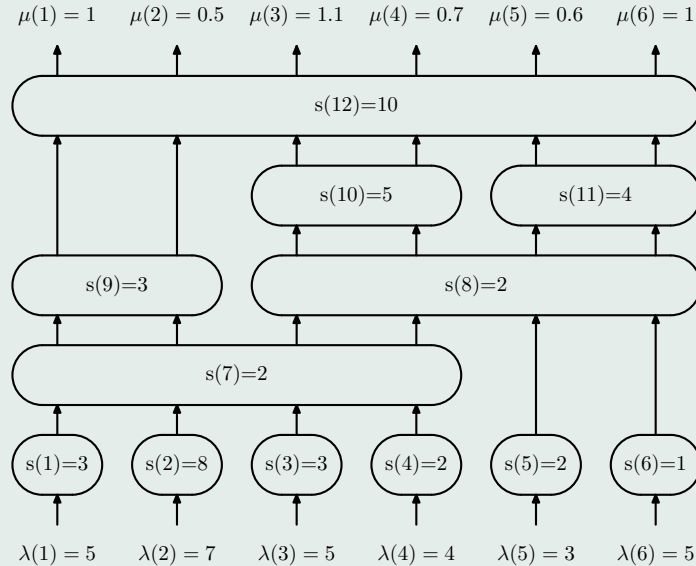 μ(1) = 1 μ(2) = 0.5 μ(3) = 1.1 μ(4) = 0.7 μ(5) = 0.6 μ(6) = 1
s(12)=10
s(10)=5 s(11)=4
s(9)=3 s(8)=2
s(7)=2
s(1)=3 s(2)=8 s(3)=3 s(4)=2 s(5)=2 s(6)=1
λ(1) = 5 λ(2) = 7 λ(3) = 5 λ(4) = 4 λ(5) = 3 λ(6) = 5